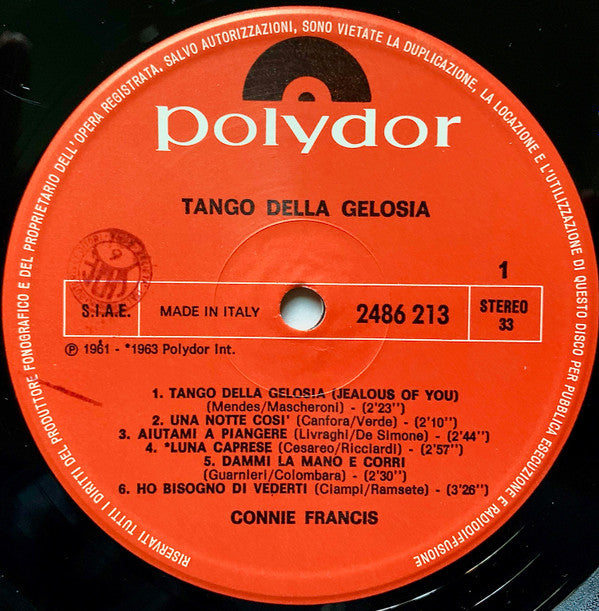 RISERVATI TUTTI I DIRITTI DEL PRODUTTORE FONOGRAFICO E DEL PROPRIETARIO DELL'OPERA REGISTRATA. SALVO AUTORIZZAZIONI, SONO VIETATE LA DUPLICAZIONE, LA LOCAZIONE E L'UTILIZZAZIONE DI QUESTO DISCO PER PUBBLICA ESECUZIONE E RADIODIFFUSIONE
polydor
TANGO DELLA GELOSIA
1
S.I.A.E.
MADE IN ITALY
2486 213
STEREO
33
℗ 1961 - *1963 Polydor Int.
1. TANGO DELLA GELOSIA (JEALOUS OF YOU)
(Mendes/Mascheroni) - (2'23'')
2. UNA NOTTE COSI' (Canfora/Verde) - (2'10'')
3. AIUTAMI A PIANGERE (Livraghi/De Simone) - (2'44'')
4. *LUNA CAPRESE (Cesareo/Ricciardi) - (2'57'')
5. DAMMI LA MANO E CORRI
(Guarnieri/Colombara) - (2'30'')
6. HO BISOGNO DI VEDERTI (Ciampi/Ramsete) - (3'26'')
CONNIE FRANCIS